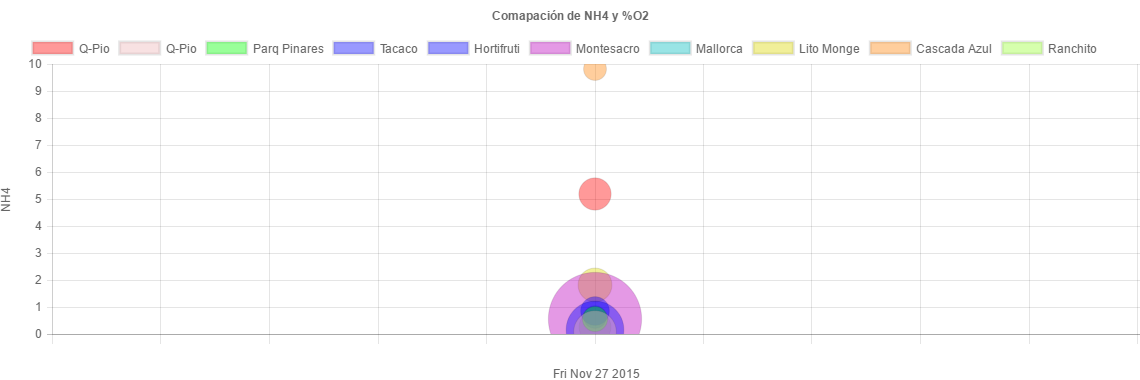 Comapación de NH4 y %O2
Q-Pio Q-Pio Parq Pinares Tacaco Hortifruti Montesacro Mallorca Lito Monge Cascada Azul Ranchito
10
9
8
7
6
5
4
3
2
1
0
NH4
Fri Nov 27 2015